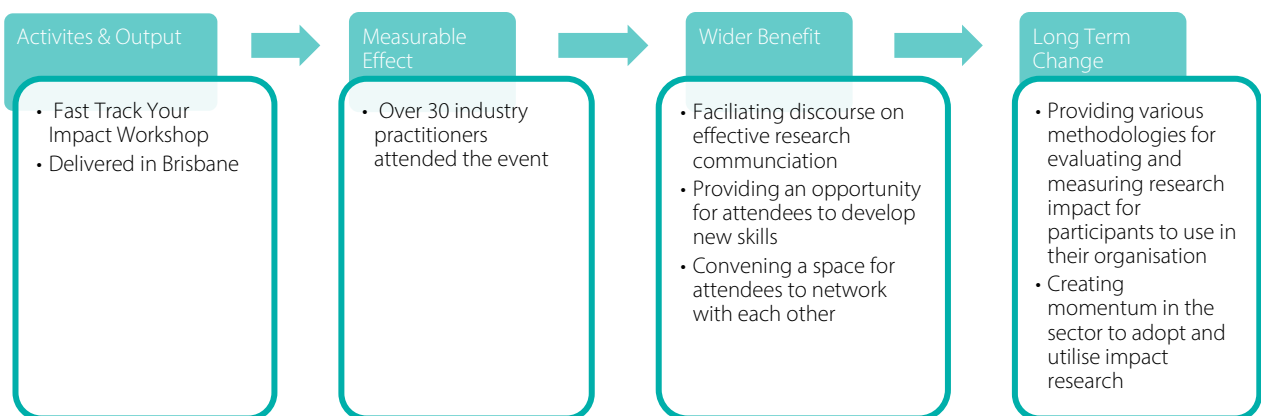 Activites & Output
• Fast Track Your
Impact Workshop
• Delivered in Brisbane
Measurable
Effect
• Over 30 industry
practitioners
attended the event
Wider Benefit
• Faciliating discourse on
effective research
communciation
• Providing an opportunity
for attendees to develop
new skills
• Convening a space for
attendees to network
with each other
Long Term
Change
• Providing various
methodologies for
evaluating and
measuring research
impact for
participants to use in
their organisation
• Creating
momentum in the
sector to adopt and
utilise impact
research